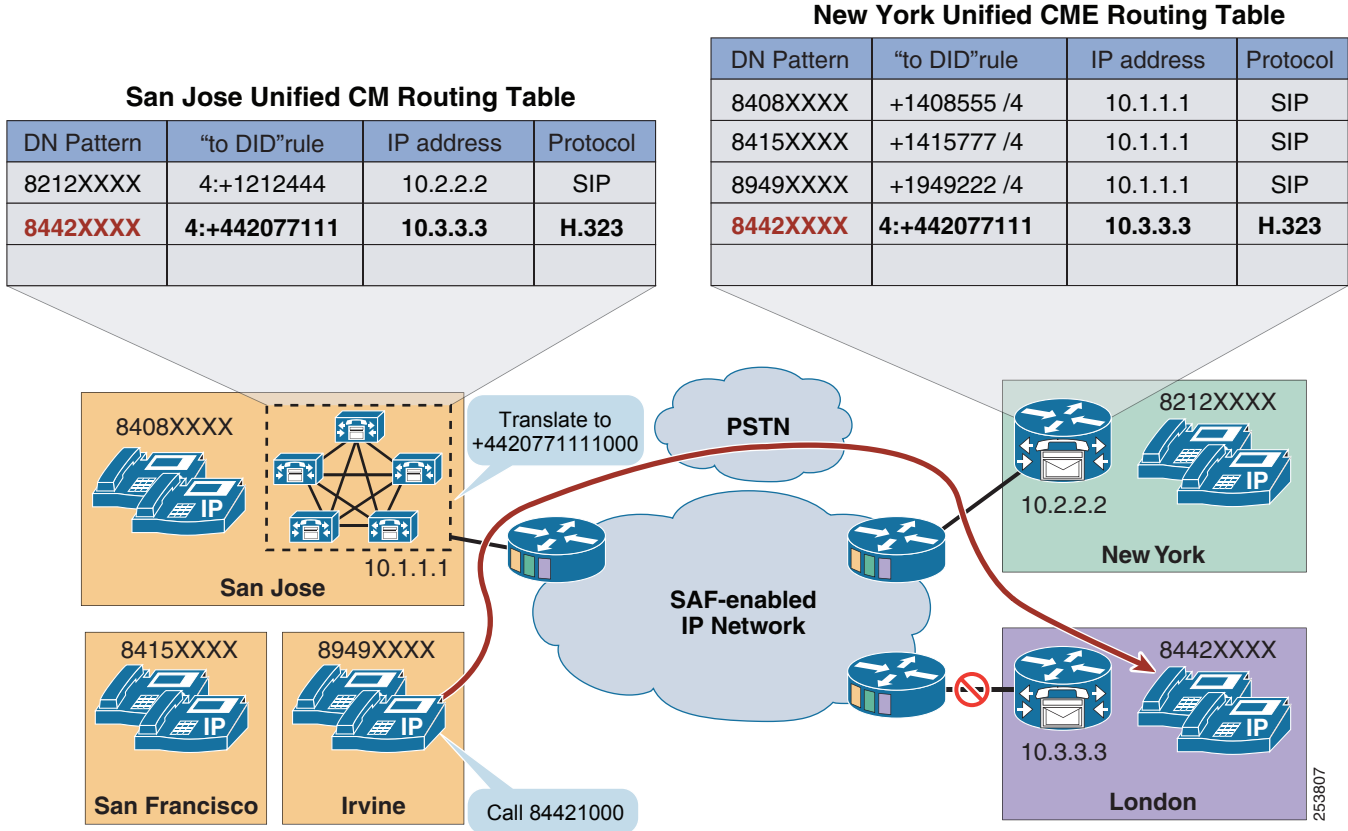 New York Unified CME Routing Table
DN Pattern “to DID”rule IP address Protocol
8408XXXX +1408555 /4 10.1.1.1 SIP
8415XXXX +1415777 /4 10.1.1.1 SIP
8949XXXX +1949222 /4 10.1.1.1 SIP
8442XXXX 4:+442077111 10.3.3.3 H.323
San Jose Unified CM Routing Table
DN Pattern “to DID”rule IP address Protocol
8212XXXX 4:+1212444 10.2.2.2 SIP
8442XXXX 4:+442077111 10.3.3.3 H.323
8408XXXX
IP
10.1.1.1
San Jose
Translate to
+4420771111000
PSTN
8212XXXX
IP
10.2.2.2
New York
SAF-enabled
IP Network
8415XXXX
IP
San Francisco
8949XXXX
IP
Irvine
Call 84421000
8442XXXX
IP
10.3.3.3
London
253807